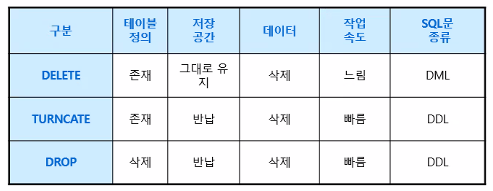 구분 테이블 정의 저장 공간 데이터 작업 속도 SQL문 종류
DELETE 존재 그대로 유지 삭제 느림 DML
TURNCATE 존재 반납 삭제 빠름 DDL
DROP 삭제 반납 삭제 빠름 DDL